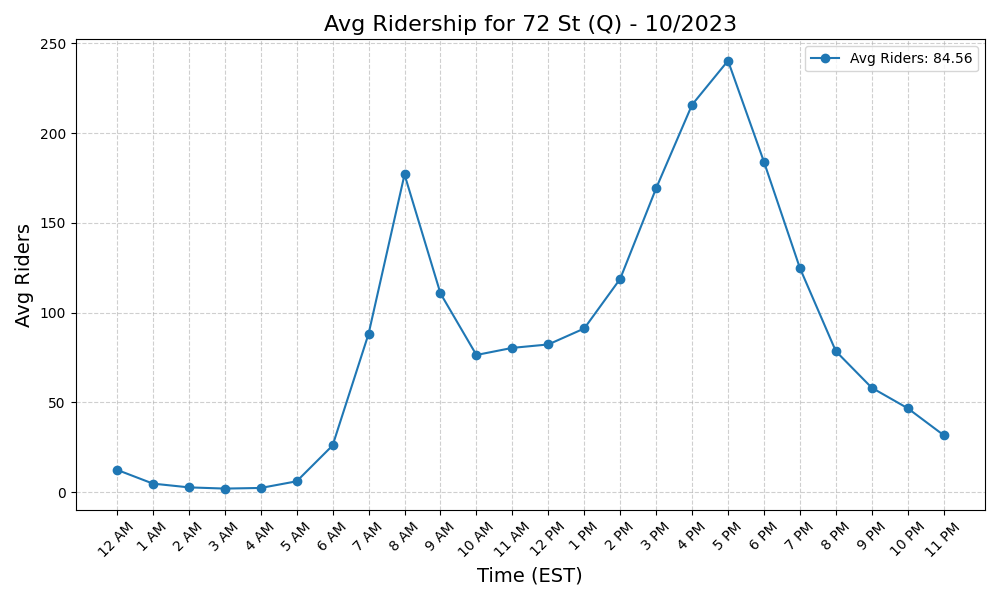 Avg Ridership for 72 St (Q) - 10/2023
Avg Riders: 84.56
Avg Riders
250
200
150
100
50
0
12 AM
1 AM
2 AM
3 AM
4 AM
5 AM
6 AM
7 AM
8 AM
9 AM
10 AM
11 AM
12 PM
1 PM
2 PM
3 PM
4 PM
5 PM
6 PM
7 PM
8 PM
9 PM
10 PM
11 PM
Time (EST)